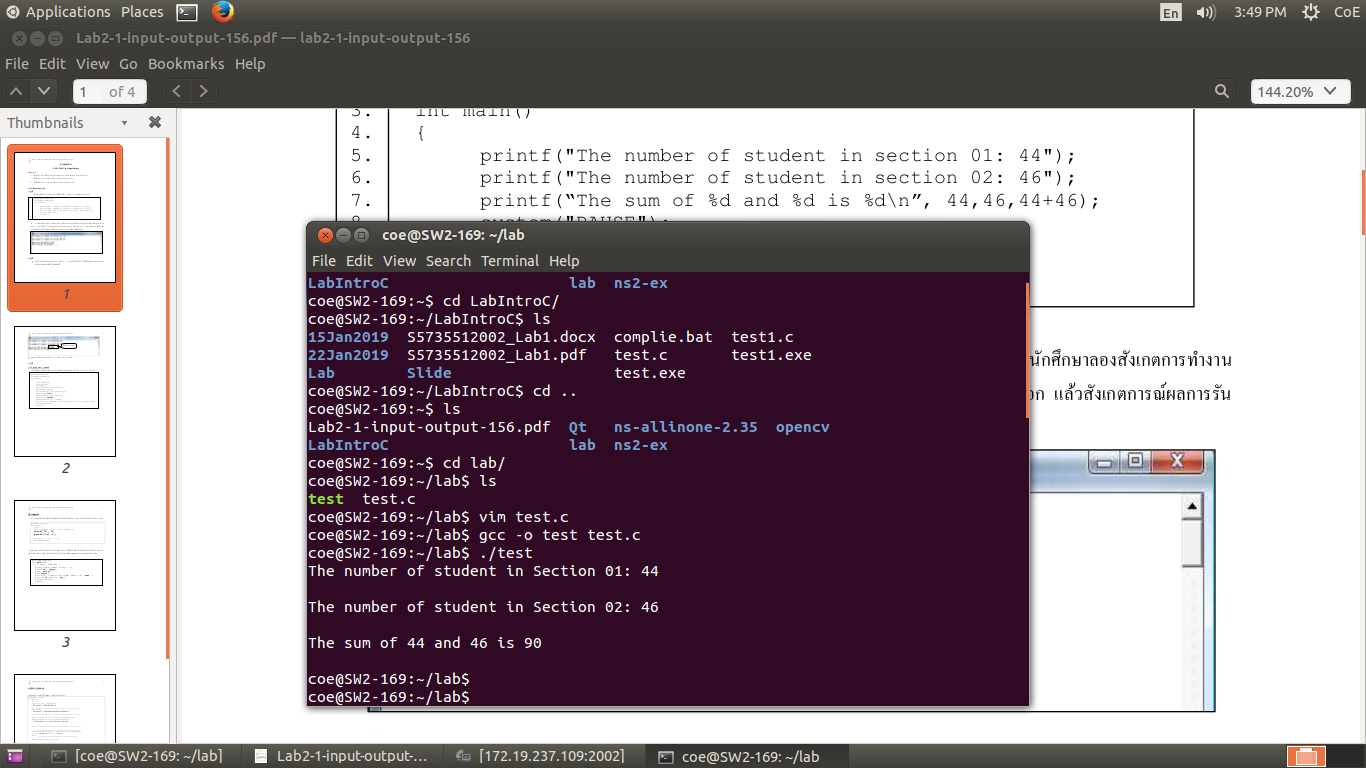 Applications Places En 3:49 PM CoE
Lab2-1-input-output-156.pdf — lab2-1-input-output-156
File Edit View Go Bookmarks Help
1 of 4 144.20%
Thumbnails
1
2
3
3. int main()
4. {
5. printf("The number of student in section 01: 44");
6. printf("The number of student in section 02: 46");
7. printf(“The sum of %d and %d is %d\n”, 44,46,44+46);
8. system("PAUSE");
นักศึกษาลองสังเกตการทำงาน
แล้วสังเกตการณ์ผลการรัน
coe@SW2-169: ~/lab
File Edit View Search Terminal Help
LabIntroC lab ns2-ex
coe@SW2-169:~$ cd LabIntroC/
coe@SW2-169:~/LabIntroC$ ls
15Jan2019 S5735512002_Lab1.docx complie.bat test1.c
22Jan2019 S5735512002_Lab1.pdf test.c test1.exe
Lab Slide test.exe
coe@SW2-169:~/LabIntroC$ cd ..
coe@SW2-169:~$ ls
Lab2-1-input-output-156.pdf Qt ns-allinone-2.35 opencv
LabIntroC lab ns2-ex
coe@SW2-169:~$ cd lab/
coe@SW2-169:~/lab$ ls
test test.c
coe@SW2-169:~/lab$ vim test.c
coe@SW2-169:~/lab$ gcc -o test test.c
coe@SW2-169:~/lab$ ./test
The number of student in Section 01: 44
The number of student in Section 02: 46
The sum of 44 and 46 is 90
coe@SW2-169:~/lab$
coe@SW2-169:~/lab$
[coe@SW2-169: ~/lab] Lab2-1-input-output-... [172.19.237.109:2002] coe@SW2-169: ~/lab